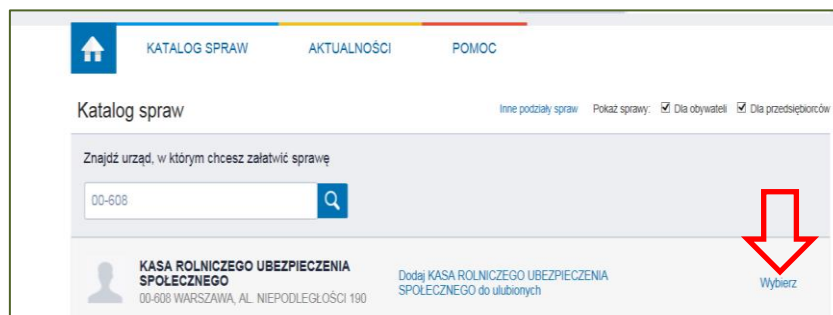 KATALOG SPRAW AKTUALNOŚCI POMOC
Katalog spraw Inne podziały spraw Pokaż sprawy: Dla obywateli Dla przedsiębiorców
Znajdź urząd, w którym chcesz załatwić sprawę
00-608
KASA ROLNICZEGO UBEZPIECZENIA
SPOŁECZNEGO
00-608 WARSZAWA, AL. NIEPODLEGŁOŚCI 190
Dodaj KASA ROLNICZEGO UBEZPIECZENIA
SPOŁECZNEGO do ulubionych
Wybierz